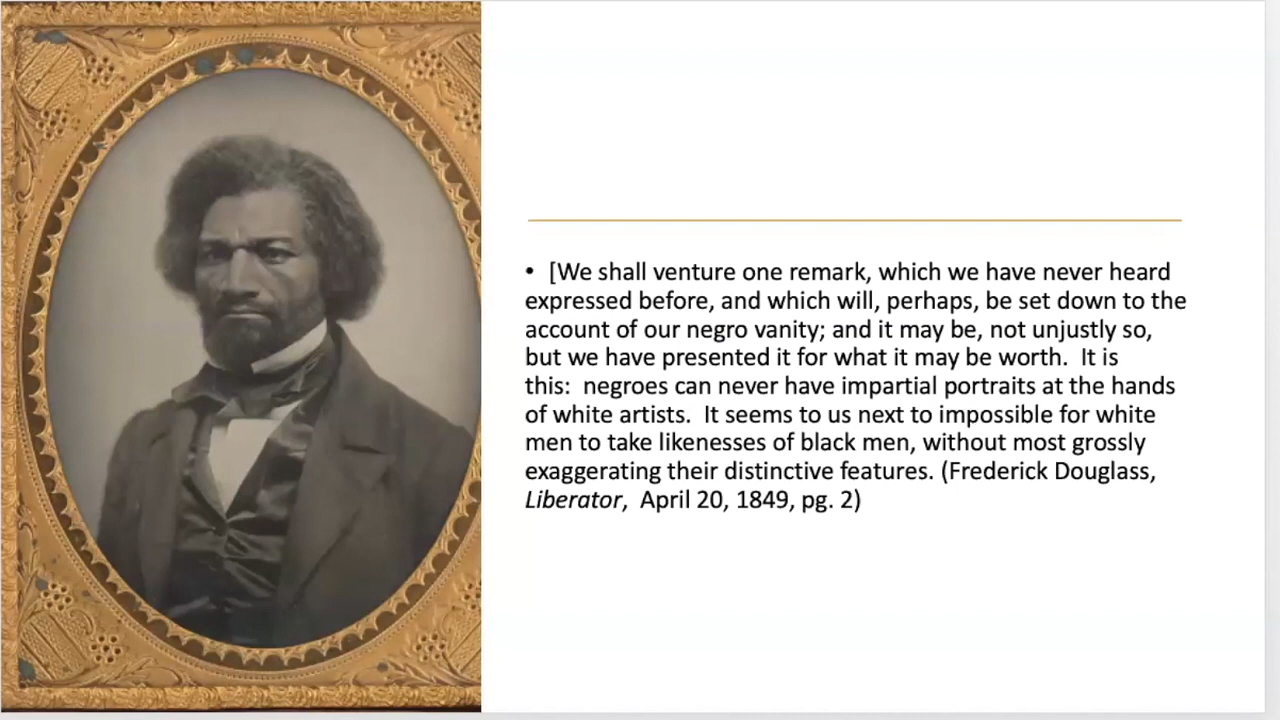 • [We shall venture one remark, which we have never heard
expressed before, and which will, perhaps, be set down to the
account of our negro vanity; and it may be, not unjustly so,
but we have presented it for what it may be worth.  It is
this:  negroes can never have impartial portraits at the hands
of white artists.  It seems to us next to impossible for white
men to take likenesses of black men, without most grossly
exaggerating their distinctive features. (Frederick Douglass,
Liberator,  April 20, 1849, pg. 2)